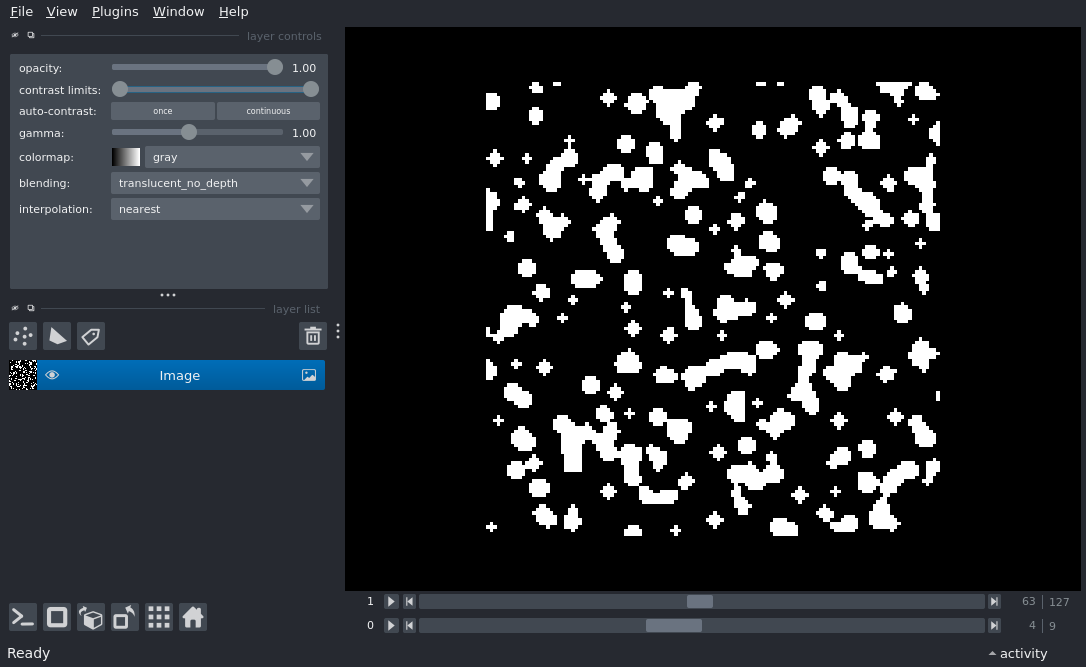 File View Plugins Window Help
layer controls
opacity: 1.00
contrast limits:
auto-contrast: once continuous
gamma: 1.00
colormap: gray
blending: translucent_no_depth
interpolation: nearest
layer list
Image
1 63 127
0 4 9
Ready activity